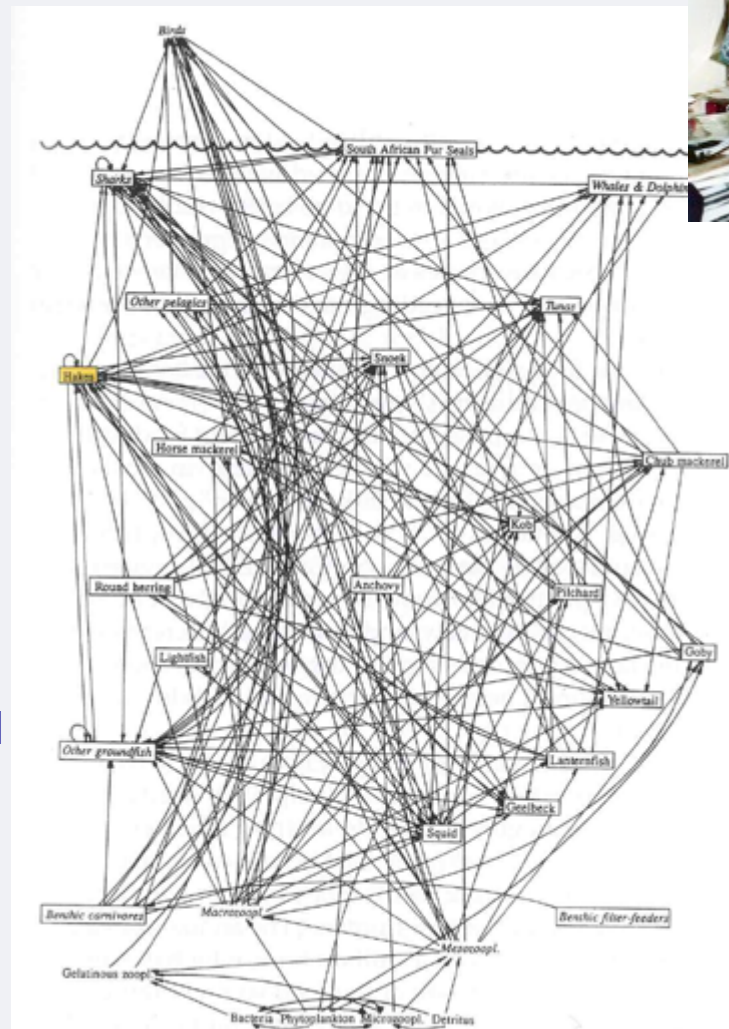 Birds
South African Fur Seals
Sharks
Whales & Dolphin
Other pelagics
Tunas
Snoek
Hakes
Horse mackerel
Chub mackerel
Kob
Round herring
Anchovy
Pilchard
Lightfish
Goby
Yellowtail
Other groundfish
Lanternfish
Geelbeck
Squid
Benthic carnivores
Macrozoopl.
Benthic filter-feeders
Mesozoopl.
Gelatinous zoopl.
Bacteria Phytoplankton Microzoopl. Detritus